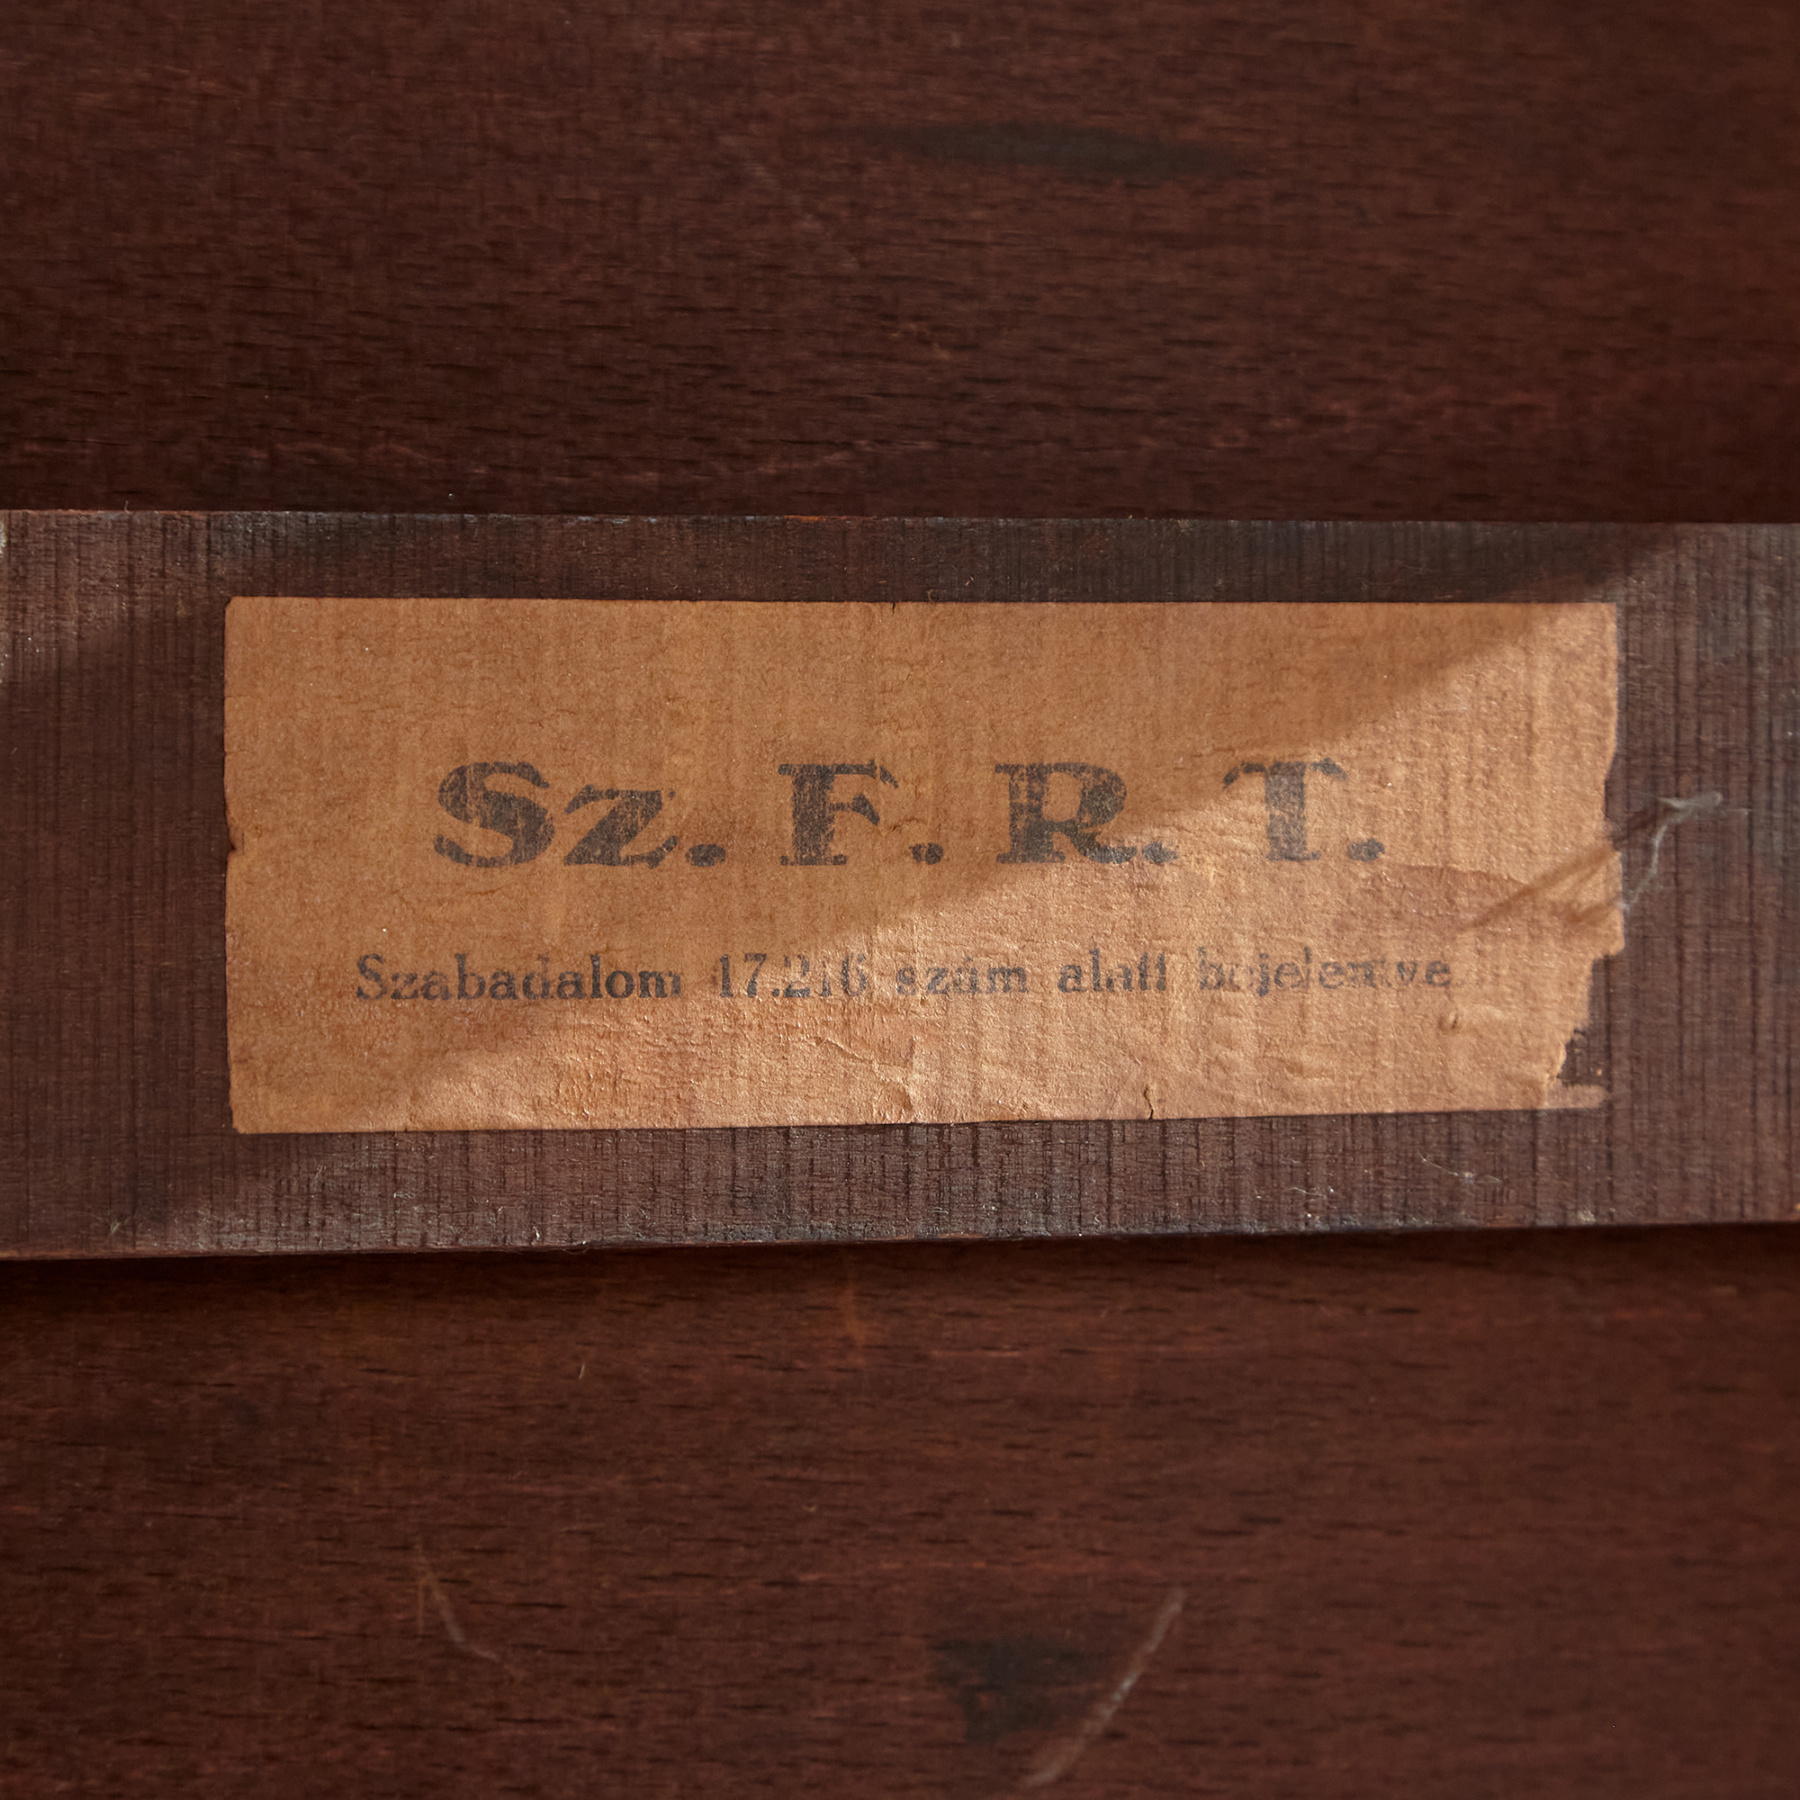 Sz. F. R. T.
Szabadalom 17.216 szám alatt bejelentve